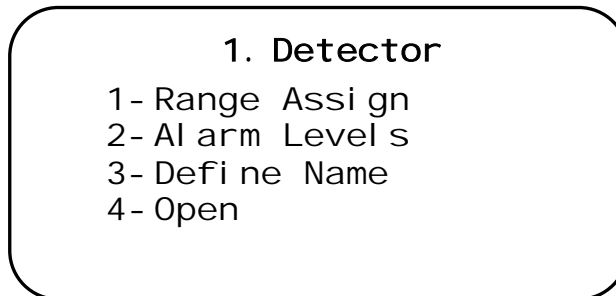 1. Detector
1-Range Assign
2-Alarm Levels
3-Define Name
4-Open